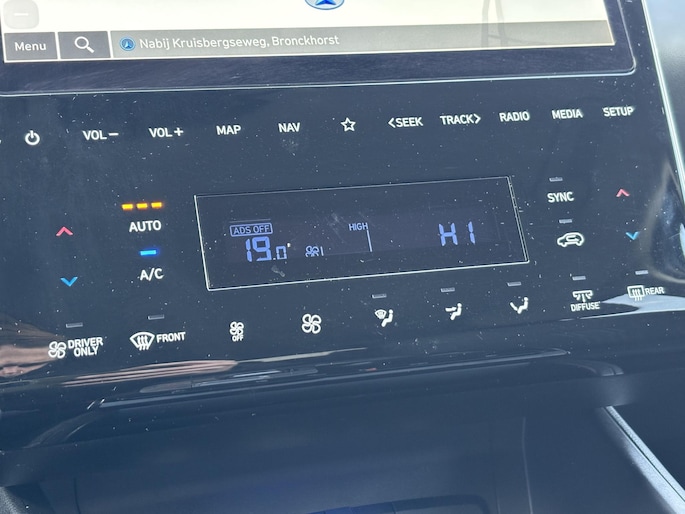 Menu
Nabij Kruisbergseweg, Bronckhorst
VOL−
VOL+
MAP
NAV
<SEEK
TRACK>
RADIO
MEDIA
SETUP
AUTO
A/C
ADS OFF
19.0°
HIGH
HI
SYNC
DRIVER
ONLY
FRONT
OFF
DIFFUSE
REAR